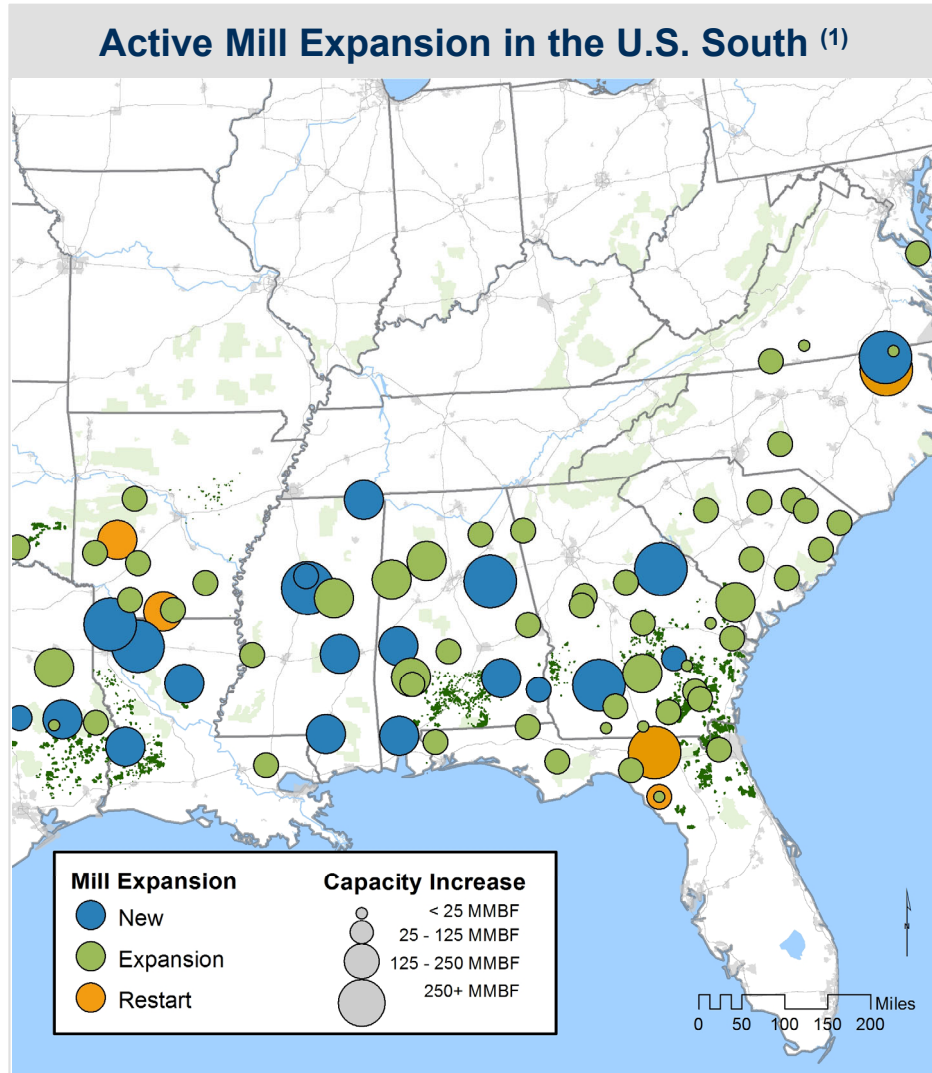 Active Mill Expansion in the U.S. South (1)
Mill Expansion
New
Expansion
Restart
Capacity Increase
< 25 MMBF
25 - 125 MMBF
125 - 250 MMBF
250+ MMBF
N
Miles
0 50 100 150 200